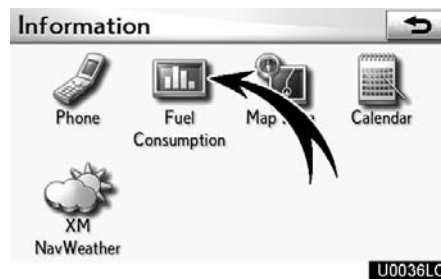 Information
Phone
Fuel
Consumption
Map
Calendar
XM
NavWeather
U0036LC